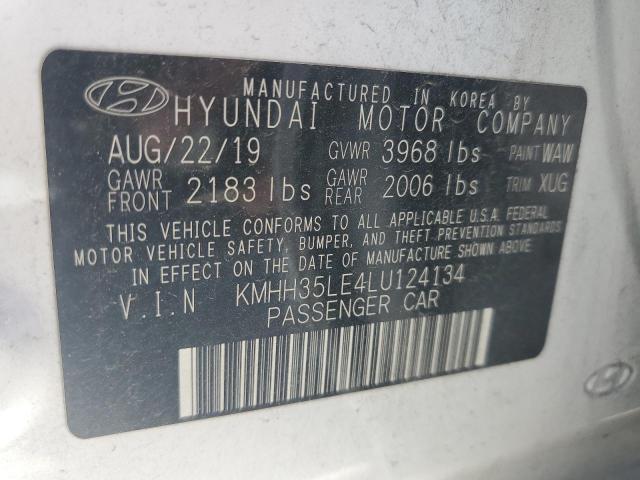 MANUFACTURED IN KOREA BY
HYUNDAI MOTOR COMPANY
AUG/22/19 GVWR 3968 lbs PAINT WAW
GAWR FRONT 2183 lbs GAWR REAR 2006 lbs TRIM XUG
THIS VEHICLE CONFORMS TO ALL APPLICABLE U.S.A. FEDERAL
MOTOR VEHICLE SAFETY, BUMPER, AND THEFT PREVENTION STANDARDS
IN EFFECT ON THE DATE OF MANUFACTURE SHOWN ABOVE.
V.I.N KMHH35LE4LU124134
PASSENGER CAR